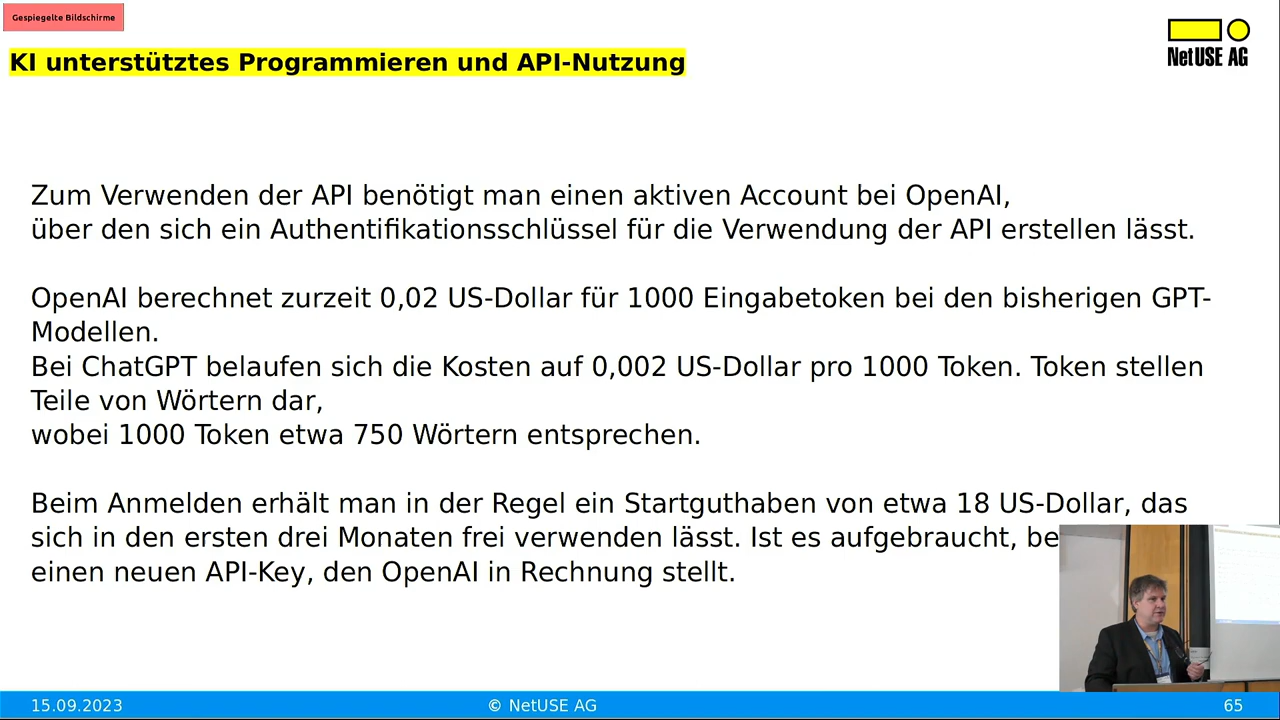 Gespiegelte Bildschirme
NetUSE AG
KI unterstütztes Programmieren und API-Nutzung
Zum Verwenden der API benötigt man einen aktiven Account bei OpenAI,
über den sich ein Authentifikationsschlüssel für die Verwendung der API erstellen lässt.
OpenAI berechnet zurzeit 0,02 US-Dollar für 1000 Eingabetoken bei den bisherigen GPT-
Modellen.
Bei ChatGPT belaufen sich die Kosten auf 0,002 US-Dollar pro 1000 Token. Token stellen
Teile von Wörtern dar,
wobei 1000 Token etwa 750 Wörtern entsprechen.
Beim Anmelden erhält man in der Regel ein Startguthaben von etwa 18 US-Dollar, das
sich in den ersten drei Monaten frei verwenden lässt. Ist es aufgebraucht, be
einen neuen API-Key, den OpenAI in Rechnung stellt.
15.09.2023
© NetUSE AG
65